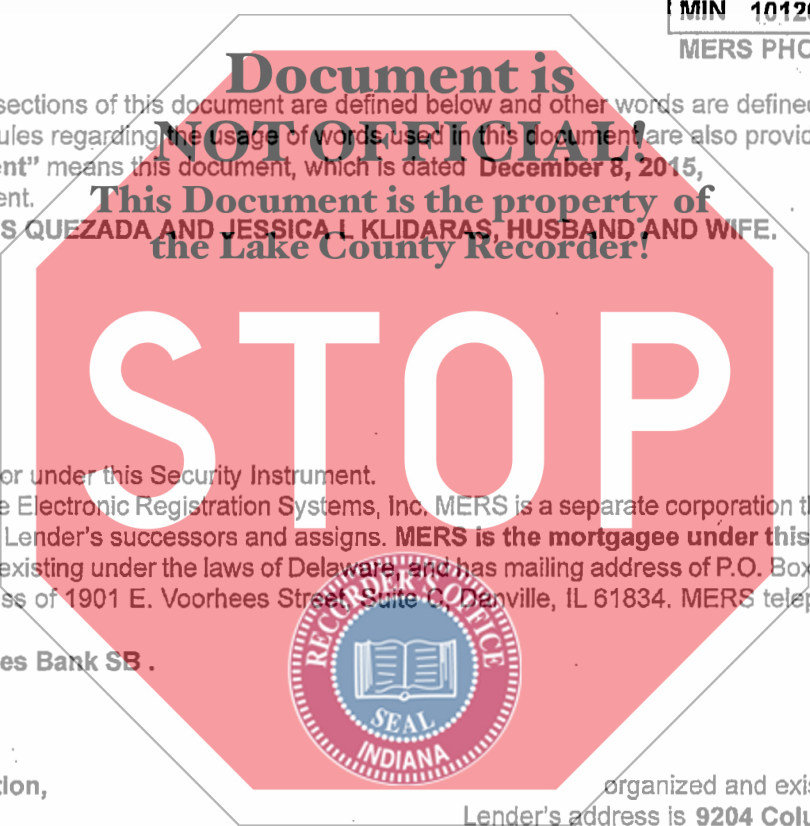 MIN 10120
MERS PHO
Document is
sections of this document are defined below and other words are define
ules regarding the usage of words used in this document are also provid
NOT OFFICIAL!
ent" means this document, which is dated December 8, 2015,
ent.
This Document is the property of
S QUEZADA AND JESSICA L KLIDARAS, HUSBAND AND WIFE.
the Lake County Recorder!
STOP
or under this Security Instrument.
e Electronic Registration Systems, Inc. MERS is a separate corporation th
Lender's successors and assigns. MERS is the mortgagee under this
existing under the laws of Delaware, and has mailing address of P.O. Box
ss of 1901 E. Voorhees Street, Suite C, Danville, IL 61834. MERS telep
RECORDER'S OFFICE
es Bank SB .
SEAL
INDIANA
tion,
organized and exis
Lender's address is 9204 Colu